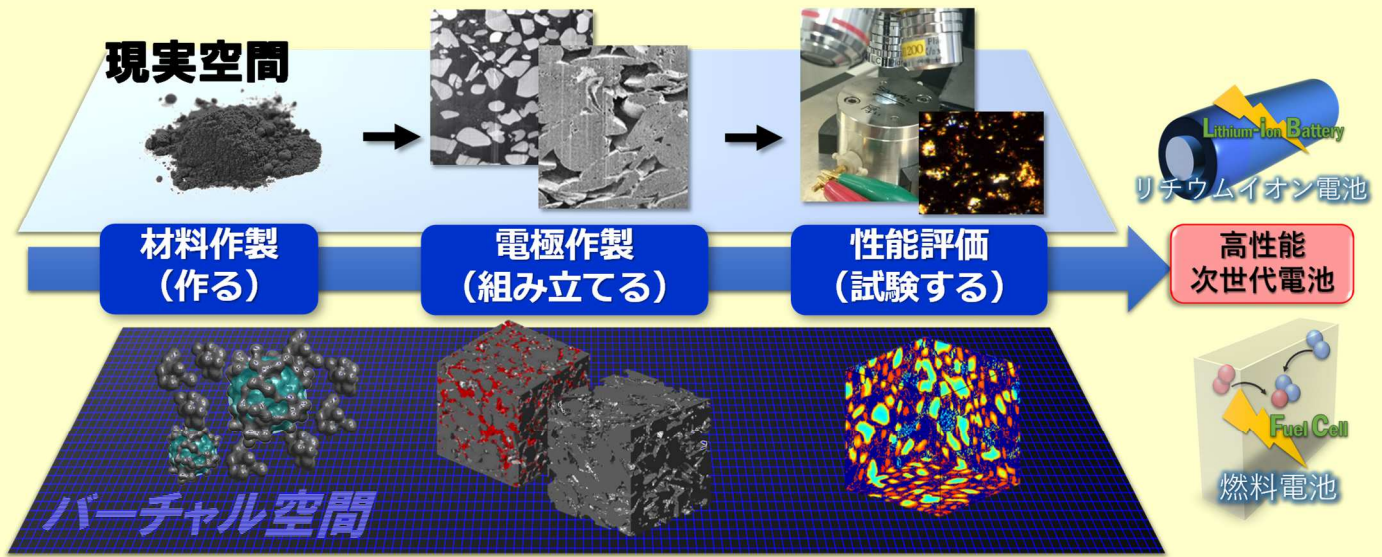 現実空間
Lithium-ion Battery
リチウムイオン電池
材料作製
（作る）
電極作製
（組み立てる）
性能評価
（試験する）
高性能
次世代電池
Fuel Cell
燃料電池
バーチャル空間